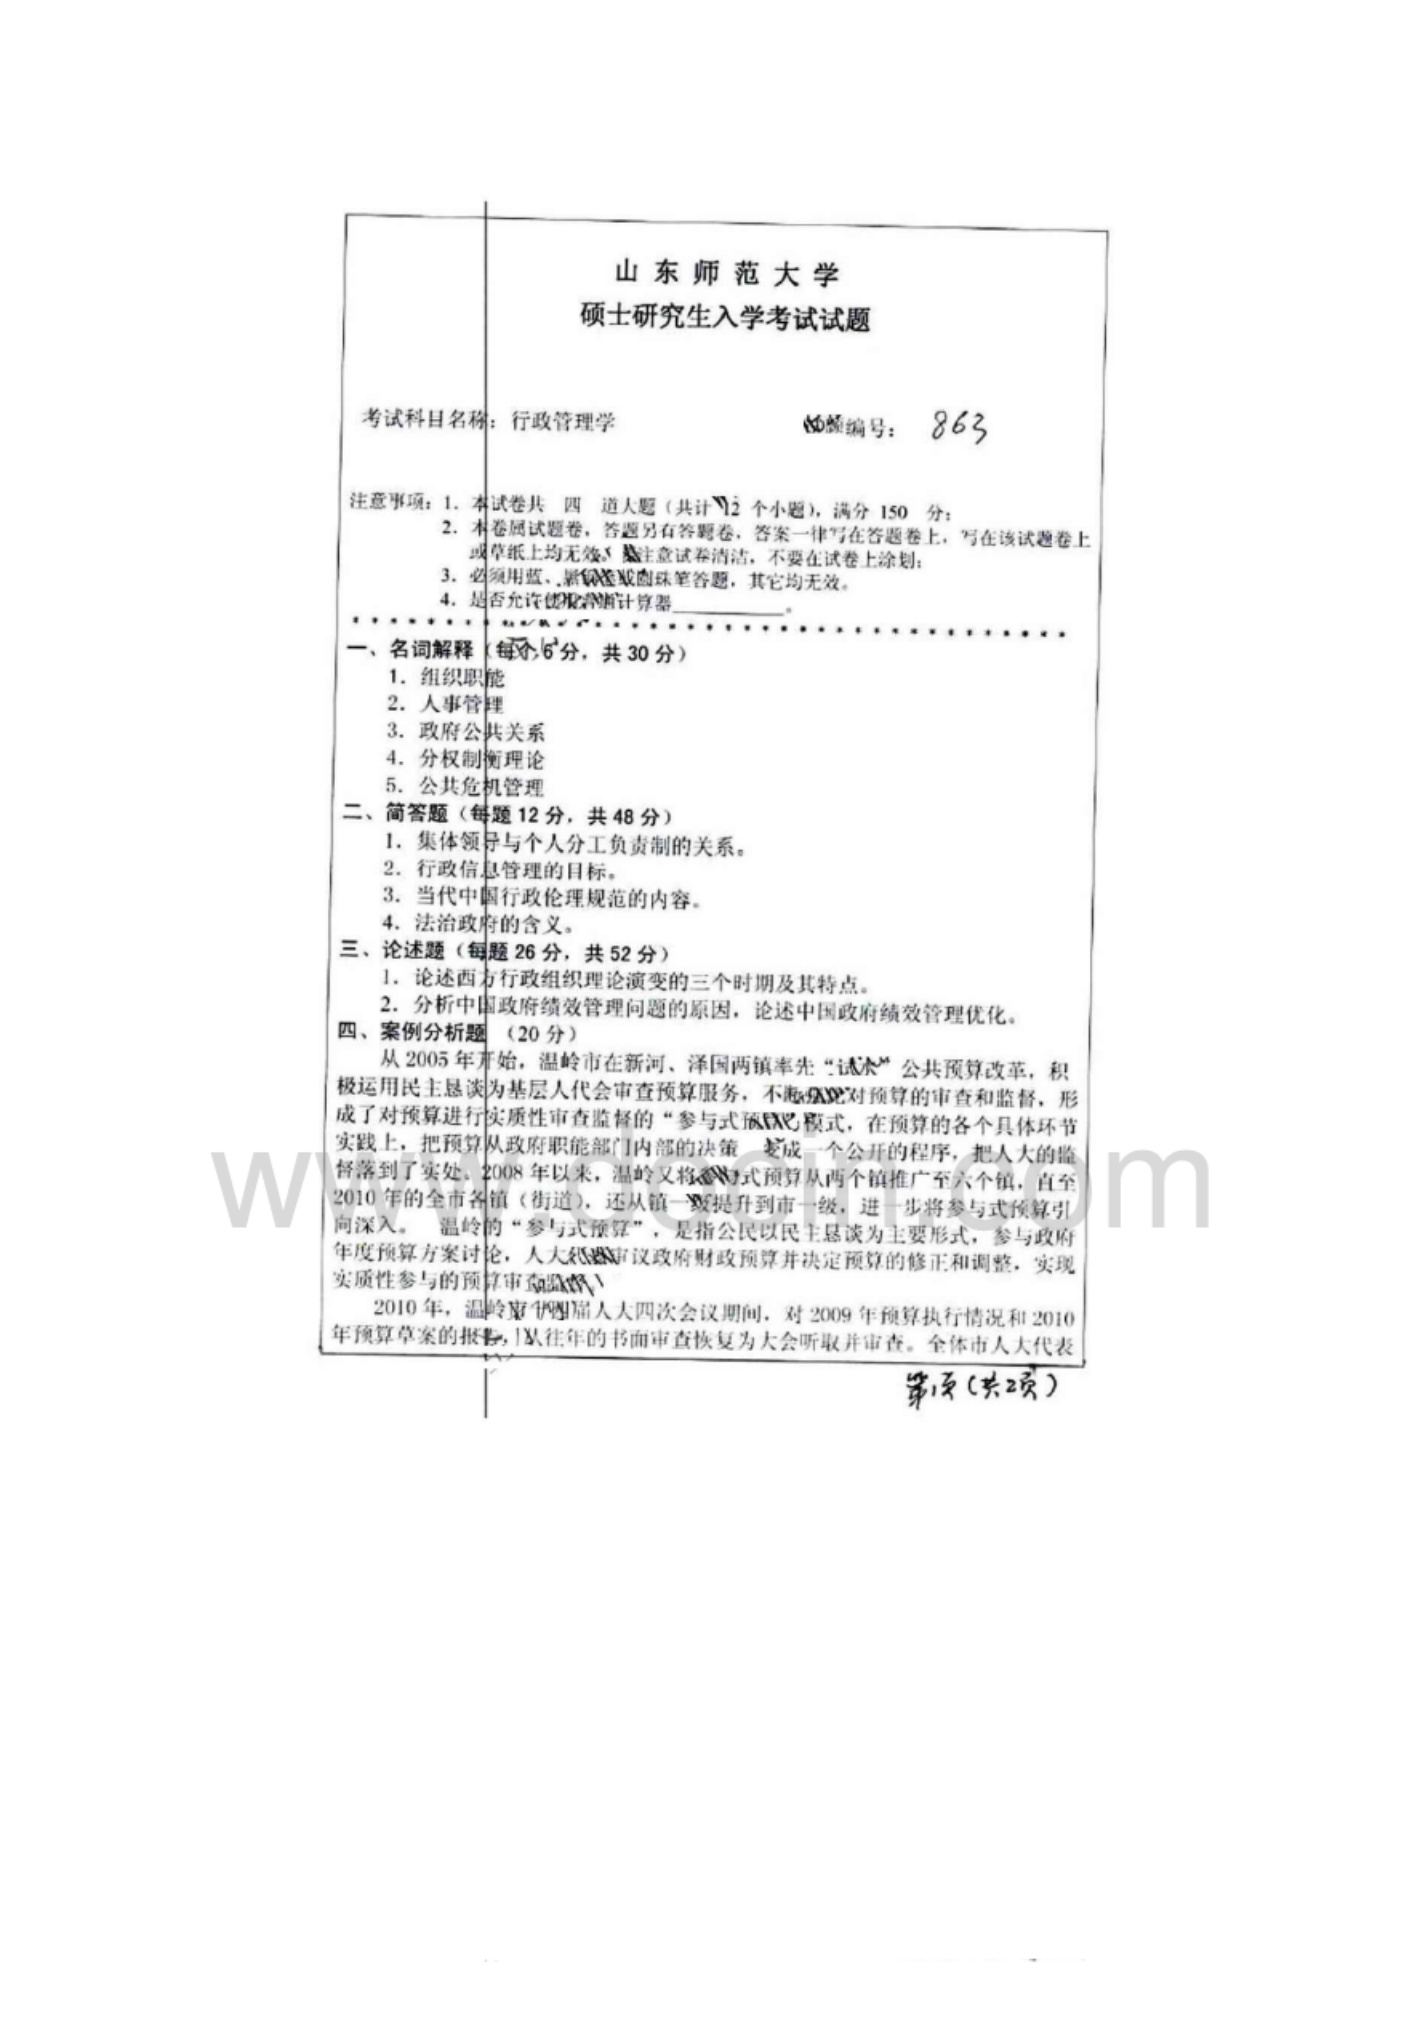 山东师范大学
硕士研究生入学考试试题
考试科目名称：行政管理学 编号：863
注意事项：1．本试卷共 四 道大题（共计 12 个小题），满分 150 分；
2．本卷属试题卷，答题另有答题卷，答案一律写在答题卷上，写在该试题卷上
或草纸上均无效。注意试卷清洁，不要在试卷上涂划；
3．必须用蓝、圆珠笔答题，其它均无效。
4．是否允许使用普通计算器__________。
一、名词解释（每个 6 分，共 30 分）
1．组织职能
2．人事管理
3．政府公共关系
4．分权制衡理论
5．公共危机管理
二、简答题（每题 12 分，共 48 分）
1．集体领导与个人分工负责制的关系。
2．行政信息管理的目标。
3．当代中国行政伦理规范的内容。
4．法治政府的含义。
三、论述题（每题 26 分，共 52 分）
1．论述西方行政组织理论演变的三个时期及其特点。
2．分析中国政府绩效管理问题的原因，论述中国政府绩效管理优化。
四、案例分析题 （20 分）
从 2005 年开始，温岭市在新河、泽国两镇率先“试水”公共预算改革，积
极运用民主恳谈为基层人代会审查预算服务，不断对预算的审查和监督，形
成了对预算进行实质性审查监督的“参与式预算”模式，在预算的各个具体环节
实践上，把预算从政府职能部门内部的决策 变成一个公开的程序，把人大的监
督落到了实处。2008 年以来，温岭又将式预算从两个镇推广至六个镇，直至
2010 年的全市各镇（街道），还从镇一级提升到市一级，进一步将参与式预算引
向深入。 温岭的“参与式预算”，是指公民以民主恳谈为主要形式，参与政府
年度预算方案讨论，人大审议政府财政预算并决定预算的修正和调整，实现
实质性参与的预算审查
2010 年，温岭市届人大四次会议期间，对 2009 年预算执行情况和 2010
年预算草案的报告，从往年的书面审查恢复为大会听取并审查。全体市人大代表
第1页（共2页）
www.docin.com